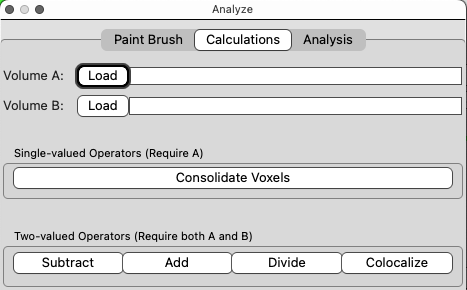 Analyze
Paint Brush Calculations Analysis
Volume A: Load
Volume B: Load
Single-valued Operators (Require A)
Consolidate Voxels
Two-valued Operators (Require both A and B)
Subtract Add Divide Colocalize